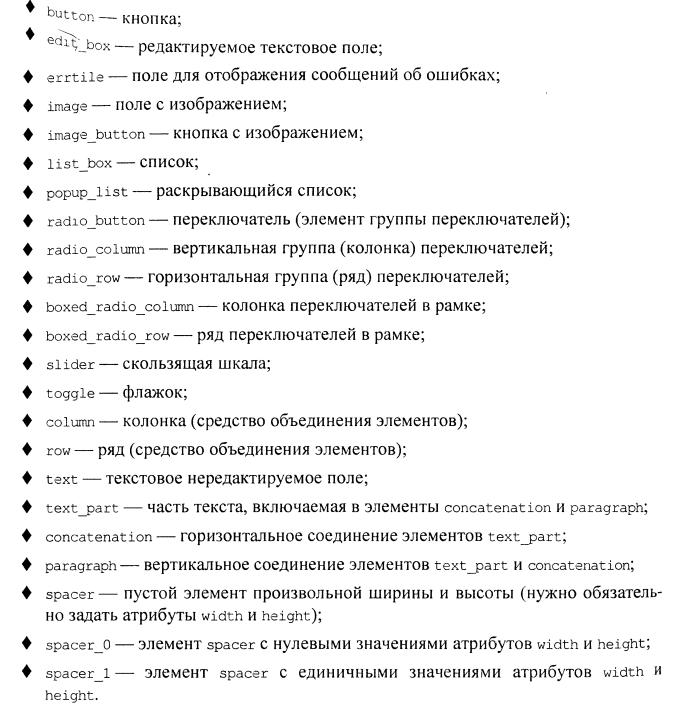 ♦ button — кнопка;
♦ edit_box — редактируемое текстовое поле;
♦ errtile — поле для отображения сообщений об ошибках;
♦ image — поле с изображением;
♦ image_button — кнопка с изображением;
♦ list_box — список;
♦ popup_list — раскрывающийся список;
♦ radio_button — переключатель (элемент группы переключателей);
♦ radio_column — вертикальная группа (колонка) переключателей;
♦ radio_row — горизонтальная группа (ряд) переключателей;
♦ boxed_radio_column — колонка переключателей в рамке;
♦ boxed_radio_row — ряд переключателей в рамке;
♦ slider — скользящая шкала;
♦ toggle — флажок;
♦ column — колонка (средство объединения элементов);
♦ row — ряд (средство объединения элементов);
♦ text — текстовое нередактируемое поле;
♦ text_part — часть текста, включаемая в элементы concatenation и paragraph;
♦ concatenation — горизонтальное соединение элементов text_part;
♦ paragraph — вертикальное соединение элементов text_part и concatenation;
♦ spacer — пустой элемент произвольной ширины и высоты (нужно обязатель-
но задать атрибуты width и height);
♦ spacer_0 — элемент spacer с нулевыми значениями атрибутов width и height;
♦ spacer_1 — элемент spacer с единичными значениями атрибутов width и
height.